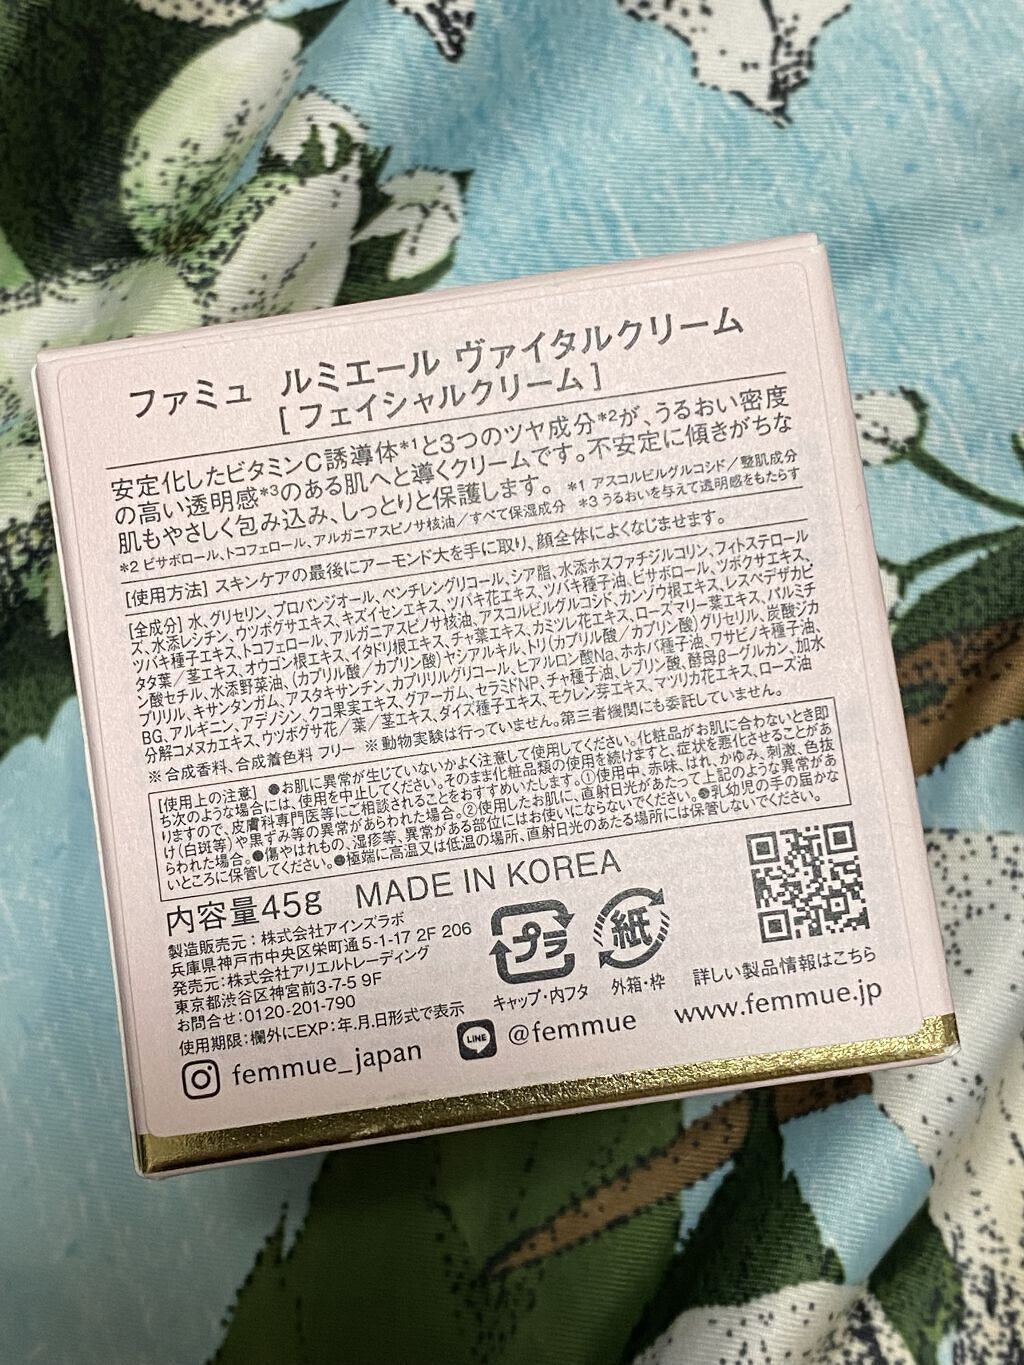 ファミュ ルミエール ヴァイタルクリーム
[ フェイシャルクリーム ]
安定化したビタミンC誘導体*1と3つのツヤ成分*2が、うるおい密度
の高い透明感*3のある肌へと導くクリームです。不安定に傾きがちな
肌もやさしく包み込み、しっとりと保護します。 *1 アスコルビルグルコシド／整肌成分
*2 ビサボロール、トコフェロール、アルガニアスピノサ核油／すべて保湿成分 *3 うるおいを与えて透明感をもたらす
[使用方法] スキンケアの最後にアーモンド大を手に取り、顔全体によくなじませます。
[全成分] 水、グリセリン、プロパンジオール、ペンチレングリコール、シア脂、水添ホスファチジルコリン、フィトステロール
ズ、水添レシチン、ウツボグサエキス、キズイセンエキス、ツバキ花エキス、ツバキ種子油、ビサボロール、ツボクサエキス、
ツバキ種子エキス、トコフェロール、アルガニアスピノサ核油、アスコルビルグルコシド、カンゾウ根エキス、レスペデザカピ
タタ葉／茎エキス、オウゴン根エキス、イタドリ根エキス、チャ葉エキス、カミツレ花エキス、ローズマリー葉エキス、パルミチ
ン酸セチル、水添野菜油、(カプリル酸／カプリン酸)ヤシアルキル、トリ(カプリル酸／カプリン酸)グリセリル、炭酸ジカ
プリリル、キサンタンガム、アスタキサンチン、カプリリルグリコール、ヒアルロン酸Na、ホホバ種子油、ワサビノキ種子油、
BG、アルギニン、アデノシン、クコ果実エキス、グアーガム、セラミドNP、チャ種子油、レブリン酸、酵母β−グルカン、加水
分解コメヌカエキス、ウツボグサ花／葉／茎エキス、ダイズ種子エキス、モクレン芽エキス、マツリカ花エキス、ローズ油
※合成香料、合成着色料 フリー ※動物実験は行っていません。第三者機関にも委託していません。
[使用上の注意] ●お肌に異常が生じていないかよく注意して使用してください。化粧品がお肌に合わないとき即
ち次のような場合には、使用を中止してください。そのまま化粧品類の使用を続けますと、症状を悪化させることがあ
りますので、皮膚科専門医等にご相談されることをおすすめいたします。①使用中、赤味、はれ、かゆみ、刺激、色抜
け(白斑等)や黒ずみ等の異常があらわれた場合。②使用したお肌に、直射日光があたって上記のような異常があ
らわれた場合。●傷やはれもの、湿疹等、異常がある部位にはお使いにならないでください。●乳幼児の手の届かな
いところに保管してください。●極端に高温又は低温の場所、直射日光のあたる場所には保管しないでください。
内容量45g MADE IN KOREA
製造販売元：株式会社アインズラボ
兵庫県神戸市中央区栄町通5-1-17 2F 206
発売元：株式会社アリエルトレーディング
東京都渋谷区神宮前3-7-5 9F
お問合せ：0120-201-790
使用期限：欄外にEXP：年.月.日形式で表示
プラ
キャップ・内フタ
紙
外箱・枠
詳しい製品情報はこちら
femmue_japan
LINE
@femmue
www.femmue.jp